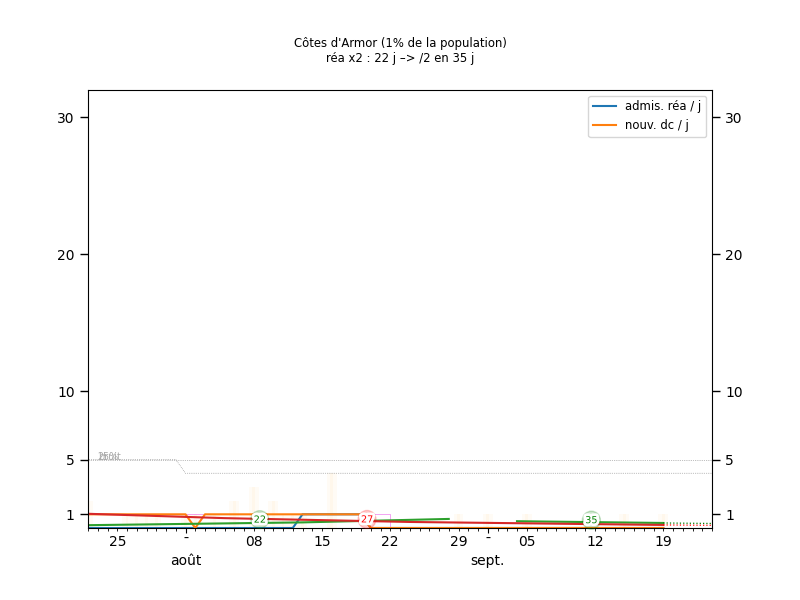 Côtes d'Armor (1% de la population)
réa x2 : 22 j –> /2 en 35 j
admis. réa / j
nouv. dc / j
30 30
20 20
10 10
5 5
1 1
22 27 35
25 - 08 15 22 29 - 05 12 19
août sept.